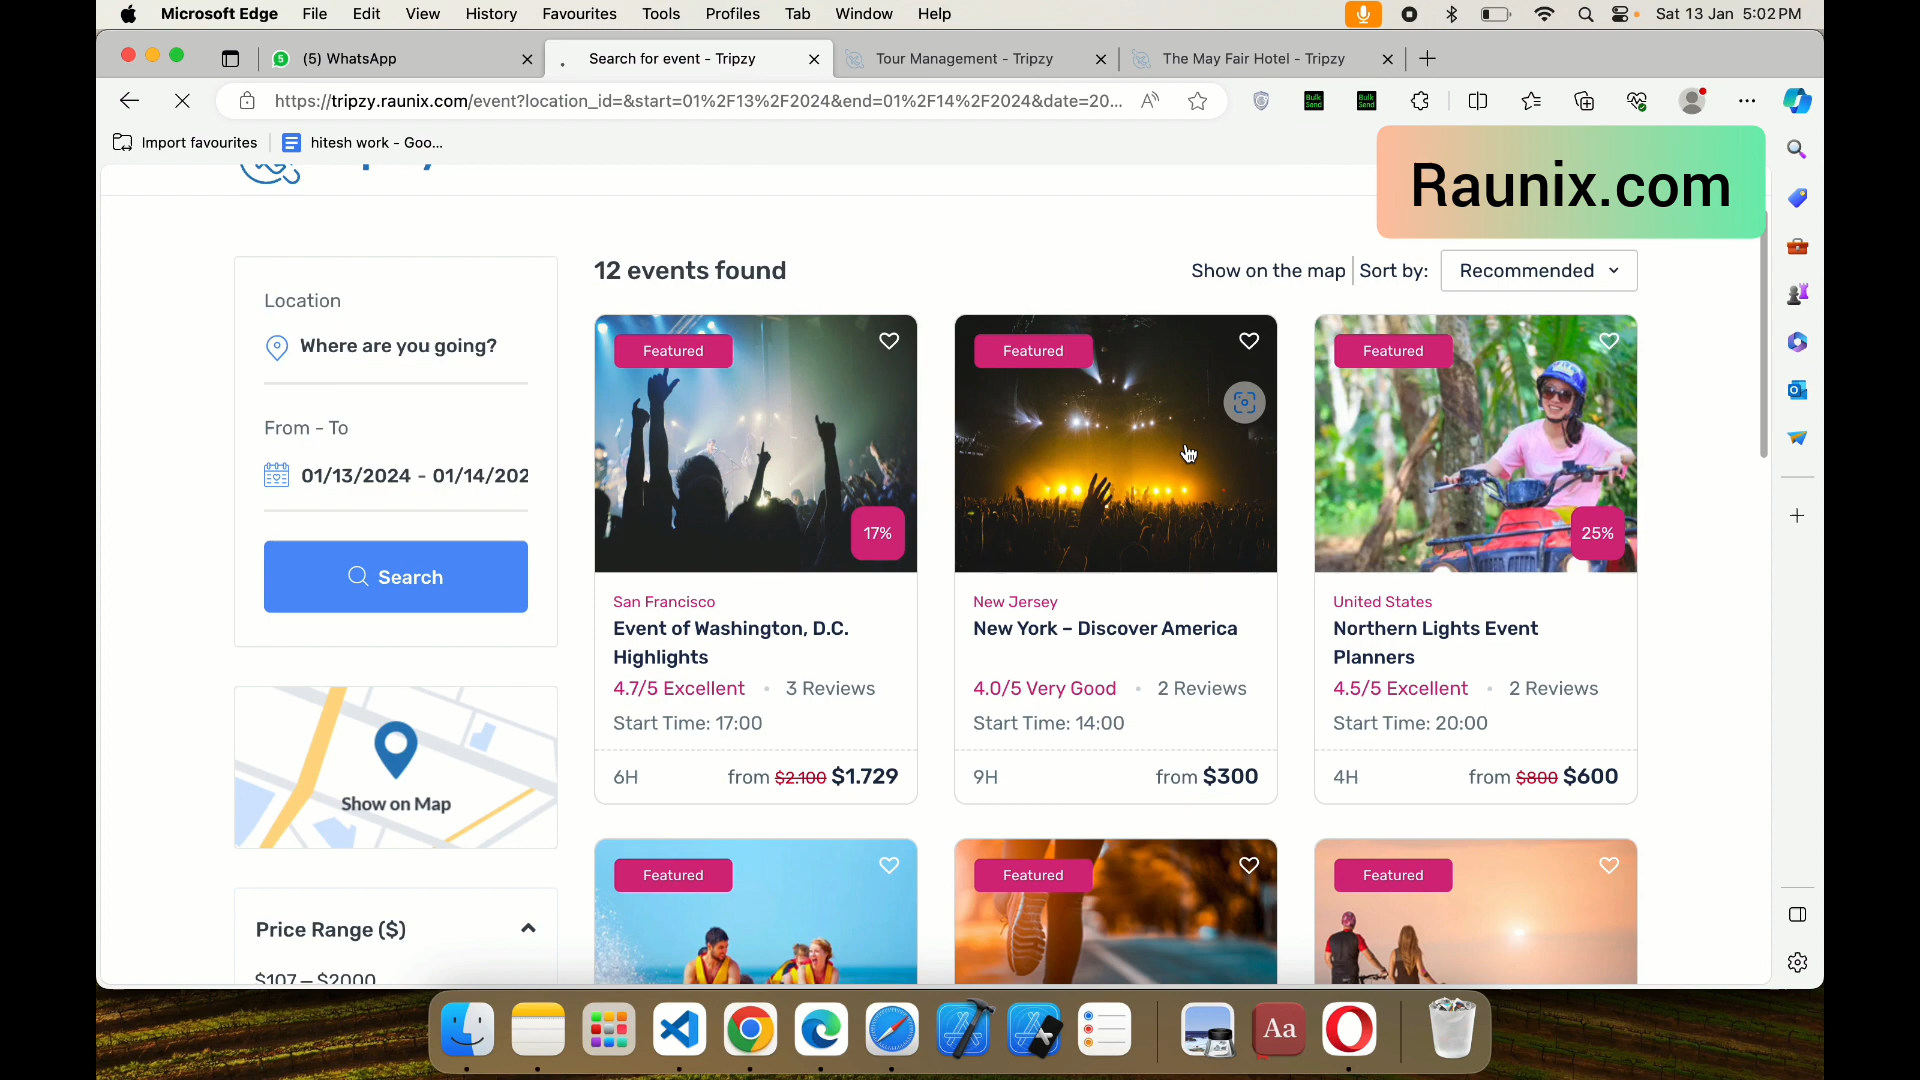 Microsoft Edge File Edit View History Favourites Tools Profiles Tab Window Help Sat 13 Jan 5:02 PM
5 (5) WhatsApp Search for event - Tripzy Tour Management - Tripzy The May Fair Hotel - Tripzy
https://tripzy.raunix.com/event?location_id=&start=01%2F13%2F2024&end=01%2F14%2F2024&date=20...
Bulk Send Bulk Send
Import favourites hitesh work - Goo...
Raunix.com
12 events found
Show on the map Sort by: Recommended
Location
Where are you going?
From - To
01/13/2024 - 01/14/202
Search
Show on Map
Price Range ($)
$107 – $2000
Featured
17%
San Francisco
Event of Washington, D.C.
Highlights
4.7/5 Excellent • 3 Reviews
Start Time: 17:00
6H from $2.100 $1.729
Featured
New Jersey
New York – Discover America
4.0/5 Very Good • 2 Reviews
Start Time: 14:00
9H from $300
Featured
25%
United States
Northern Lights Event
Planners
4.5/5 Excellent • 2 Reviews
Start Time: 20:00
4H from $800 $600
Featured
Featured
Featured
Aa